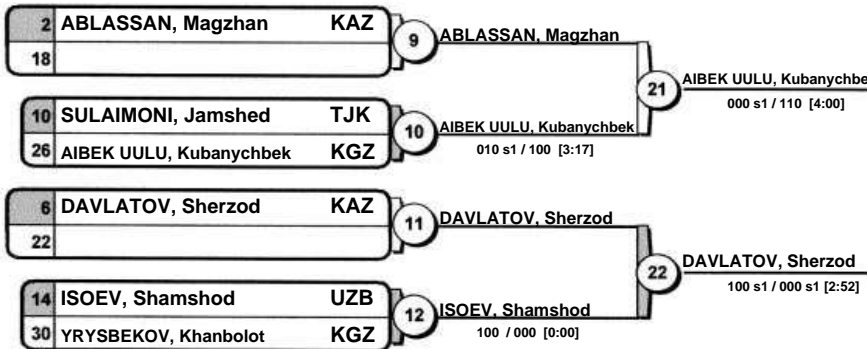 2 ABLASSAN, Magzhan KAZ
18
9
ABLASSAN, Magzhan
10 SULAIMONI, Jamshed TJK
26 AIBEK UULU, Kubanychbek KGZ
10
AIBEK UULU, Kubanychbek
010 s1 / 100 [3:17]
21
AIBEK UULU, Kubanychbe
000 s1 / 110 [4:00]
6 DAVLATOV, Sherzod KAZ
22
11
DAVLATOV, Sherzod
14 ISOEV, Shamshod UZB
30 YRYSBEKOV, Khanbolot KGZ
12
ISOEV, Shamshod
100 / 000 [0:00]
22
DAVLATOV, Sherzod
100 s1 / 000 s1 [2:52]